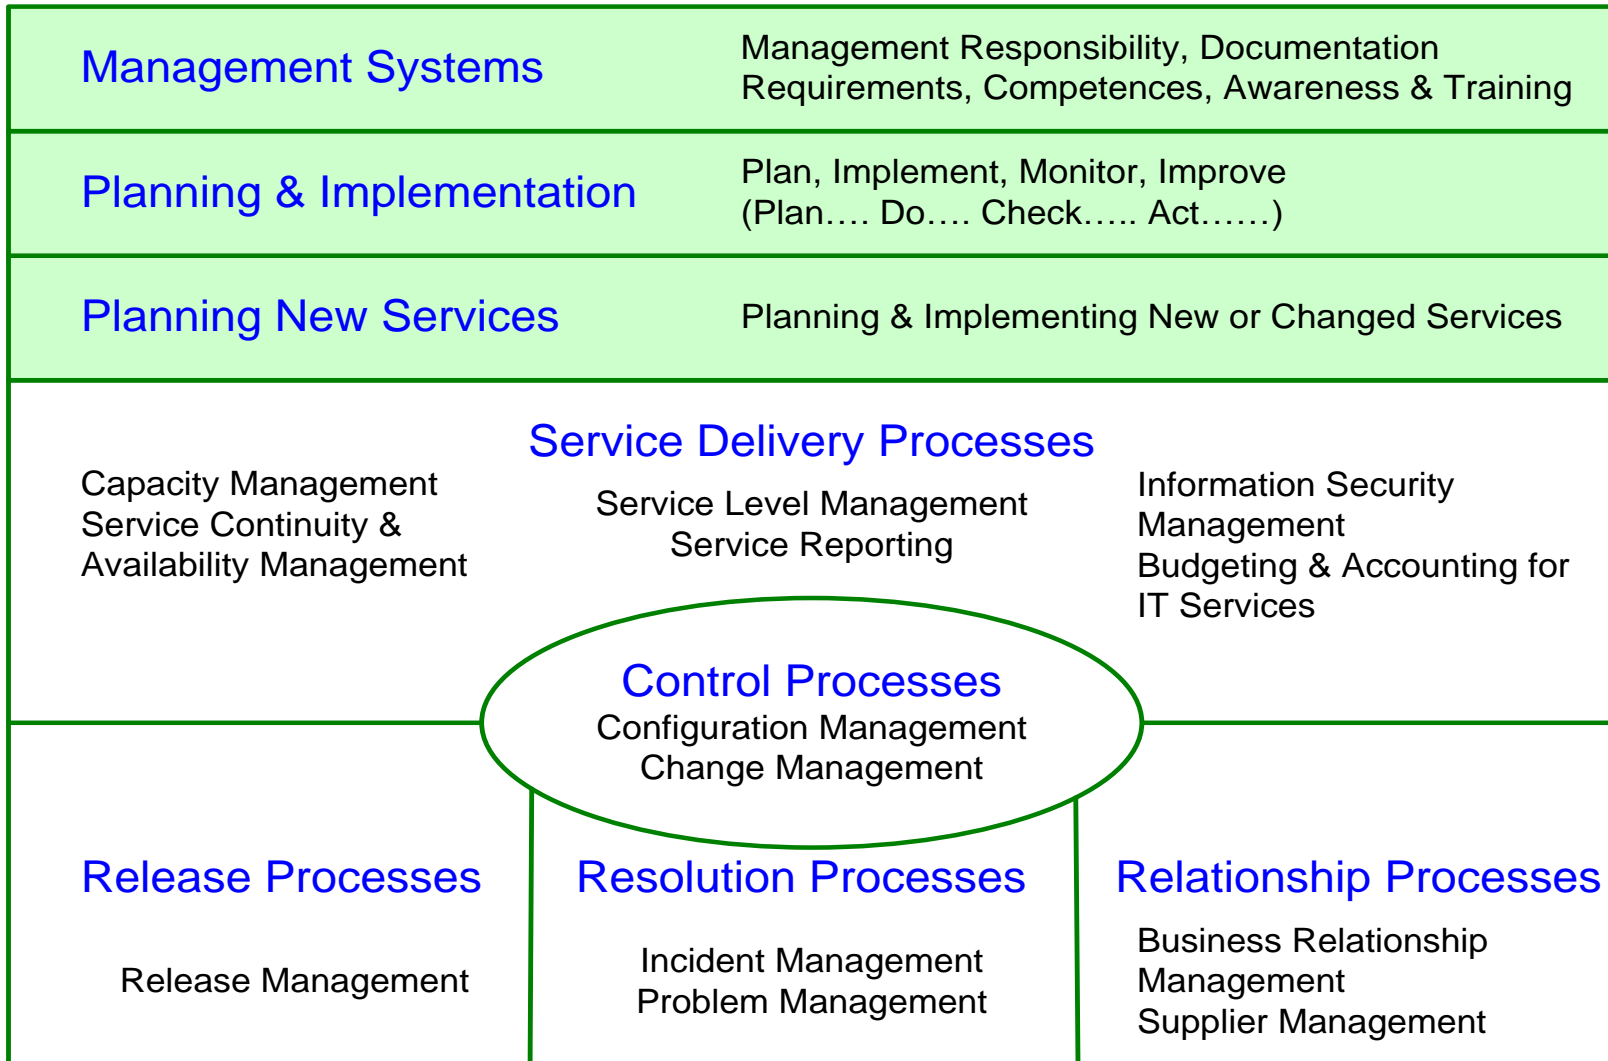 Management Systems
Management Responsibility, Documentation
Requirements, Competences, Awareness & Training
Planning & Implementation
Plan, Implement, Monitor, Improve
(Plan…. Do…. Check….. Act……)
Planning New Services
Planning & Implementing New or Changed Services
Service Delivery Processes
Capacity Management
Service Continuity &
Availability Management
Service Level Management
Service Reporting
Information Security
Management
Budgeting & Accounting for
IT Services
Control Processes
Configuration Management
Change Management
Release Processes
Release Management
Resolution Processes
Incident Management
Problem Management
Relationship Processes
Business Relationship
Management
Supplier Management